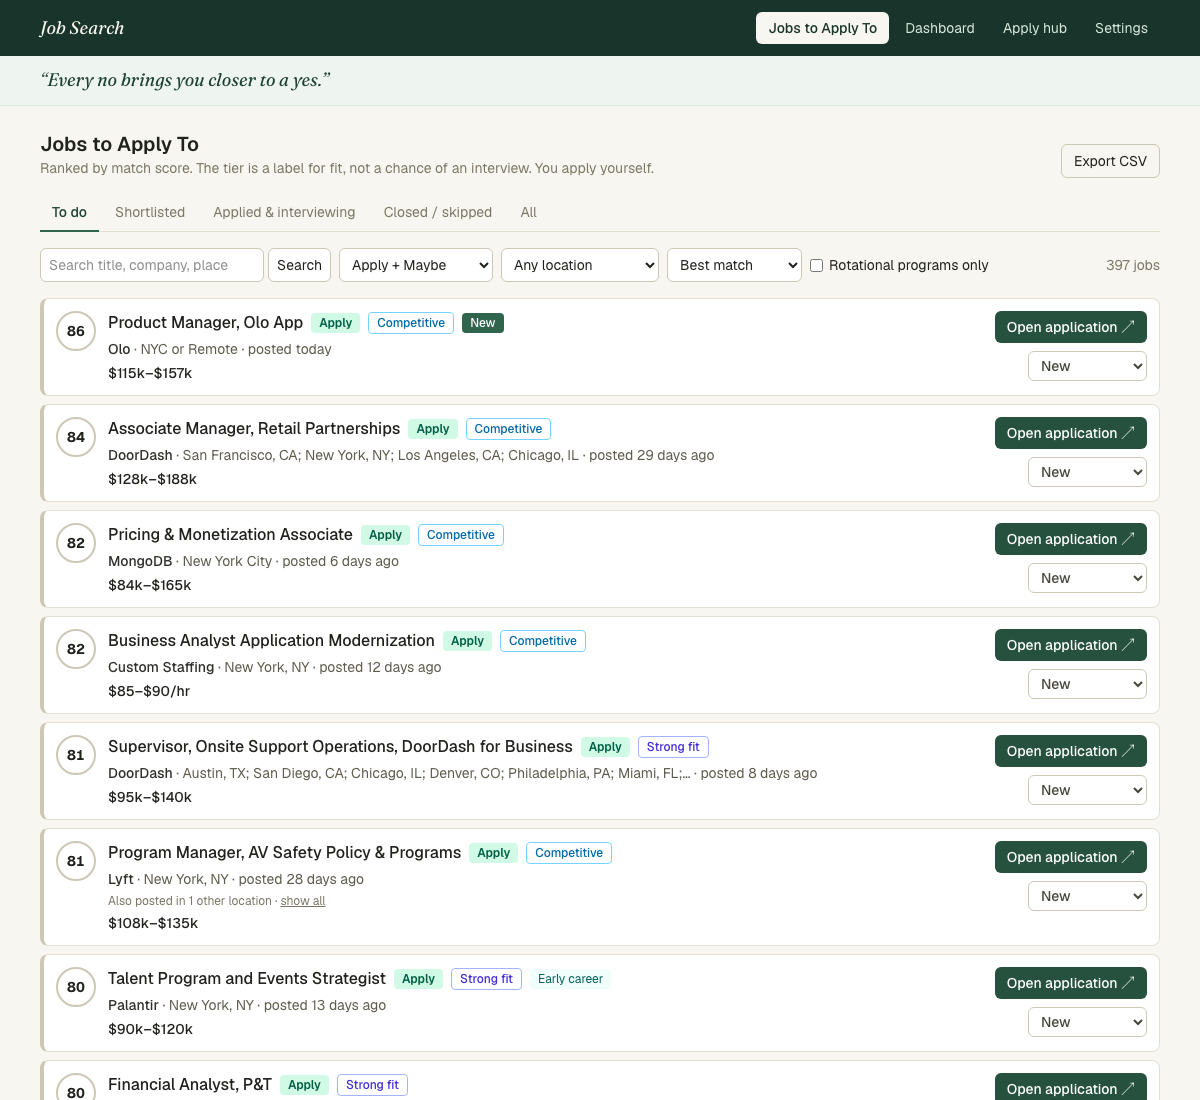 Job Search
Jobs to Apply To
Dashboard
Apply hub
Settings
“Every no brings you closer to a yes.”
Jobs to Apply To
Ranked by match score. The tier is a label for fit, not a chance of an interview. You apply yourself.
Export CSV
To do
Shortlisted
Applied & interviewing
Closed / skipped
All
Search title, company, place
Search
Apply + Maybe
Any location
Best match
Rotational programs only
397 jobs
86
Product Manager, Olo App
Apply
Competitive
New
Olo · NYC or Remote · posted today
$115k–$157k
Open application ↗
New
84
Associate Manager, Retail Partnerships
Apply
Competitive
DoorDash · San Francisco, CA; New York, NY; Los Angeles, CA; Chicago, IL · posted 29 days ago
$128k–$188k
Open application ↗
New
82
Pricing & Monetization Associate
Apply
Competitive
MongoDB · New York City · posted 6 days ago
$84k–$165k
Open application ↗
New
82
Business Analyst Application Modernization
Apply
Competitive
Custom Staffing · New York, NY · posted 12 days ago
$85–$90/hr
Open application ↗
New
81
Supervisor, Onsite Support Operations, DoorDash for Business
Apply
Strong fit
DoorDash · Austin, TX; San Diego, CA; Chicago, IL; Denver, CO; Philadelphia, PA; Miami, FL;… · posted 8 days ago
$95k–$140k
Open application ↗
New
81
Program Manager, AV Safety Policy & Programs
Apply
Competitive
Lyft · New York, NY · posted 28 days ago
Also posted in 1 other location · show all
$108k–$135k
Open application ↗
New
80
Talent Program and Events Strategist
Apply
Strong fit
Early career
Palantir · New York, NY · posted 13 days ago
$90k–$120k
Open application ↗
New
80
Financial Analyst, P&T
Apply
Strong fit
Open application ↗